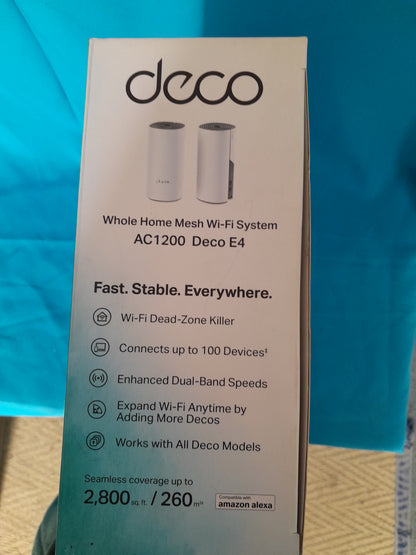 deco
Whole Home Mesh Wi-Fi System
AC1200 Deco E4
Fast. Stable. Everywhere.
Wi-Fi Dead-Zone Killer
Connects up to 100 Devices‡
Enhanced Dual-Band Speeds
Expand Wi-Fi Anytime by
Adding More Decos
Works with All Deco Models
Seamless coverage up to
2,800 sq. ft. / 260 m²
Compatible with
amazon alexa